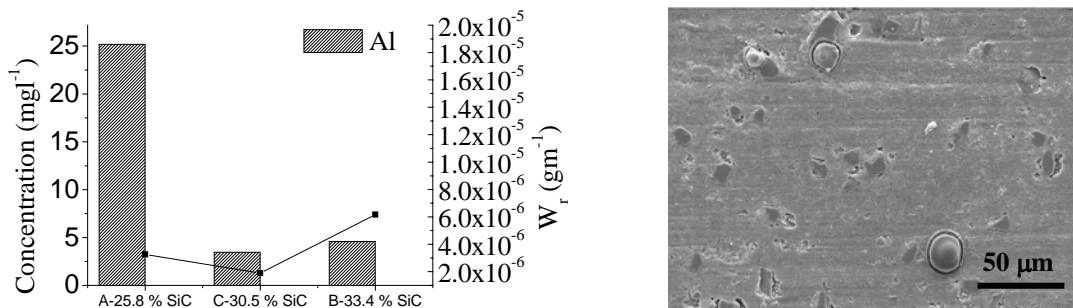 Concentration (mgl⁻¹)
25
20
15
10
5
0
Al
2.0x10⁻⁵
1.8x10⁻⁵
1.6x10⁻⁵
1.4x10⁻⁵
1.2x10⁻⁵
1.0x10⁻⁵
8.0x10⁻⁶
6.0x10⁻⁶
4.0x10⁻⁶
2.0x10⁻⁶
W_r (gm⁻¹)
A-25.8 % SiC C-30.5 % SiC B-33.4 % SiC
50 μm